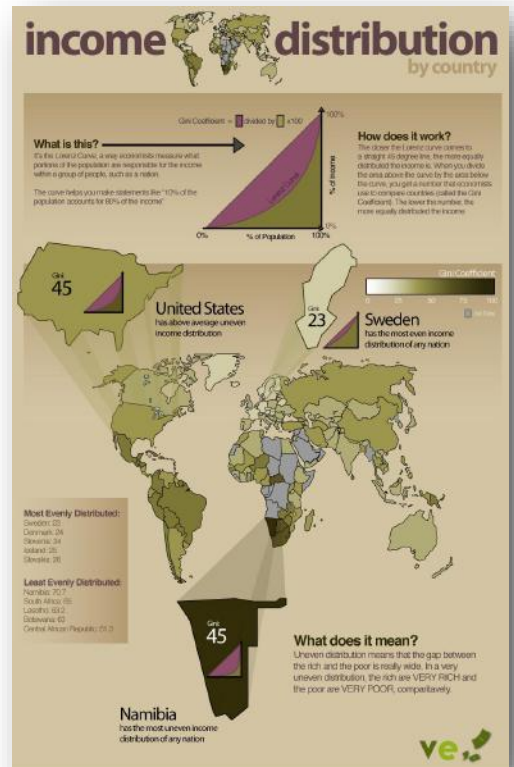 income distribution
by country
Gini Coefficient = divided by x100
What is this?
It's the Lorenz Curve, a way economists measure what
portions of the population are responsible for the income
within a group of people, such as a nation.
The curve helps you make statements like "10% of the
population accounts for 90% of the income"
100%
% of Income
0%
Lorenz Curve
0%
% of Population
100%
How does it work?
The closer the Lorenz curve comes to
a straight 45 degree line, the more equally
distributed the income is. When you divide
the area above the curve by the area below
the curve, you get a number that economists
use to compare countries (called the Gini
Coefficient). The lower the number, the
more equally distributed the income
Gini
45
United States
has above average uneven
income distribution
Gini
23
Sweden
has the most even income
distribution of any nation
Gini Coefficient
0
25
50
75
100
Most Evenly Distributed:
Sweden: 23
Denmark: 24
Slovenia: 24
Iceland: 25
Slovakia: 26
Least Evenly Distributed:
Namibia: 70.7
South Africa: 65
Lesotho: 63.2
Botswana: 63
Central African Republic: 61.3
Gini
45
Namibia
has the most uneven income
distribution of any nation
What does it mean?
Uneven distribution means that the gap between
the rich and the poor is really wide. In a very
uneven distribution, the rich are VERY RICH and
the poor are VERY POOR, comparitavely.
ve